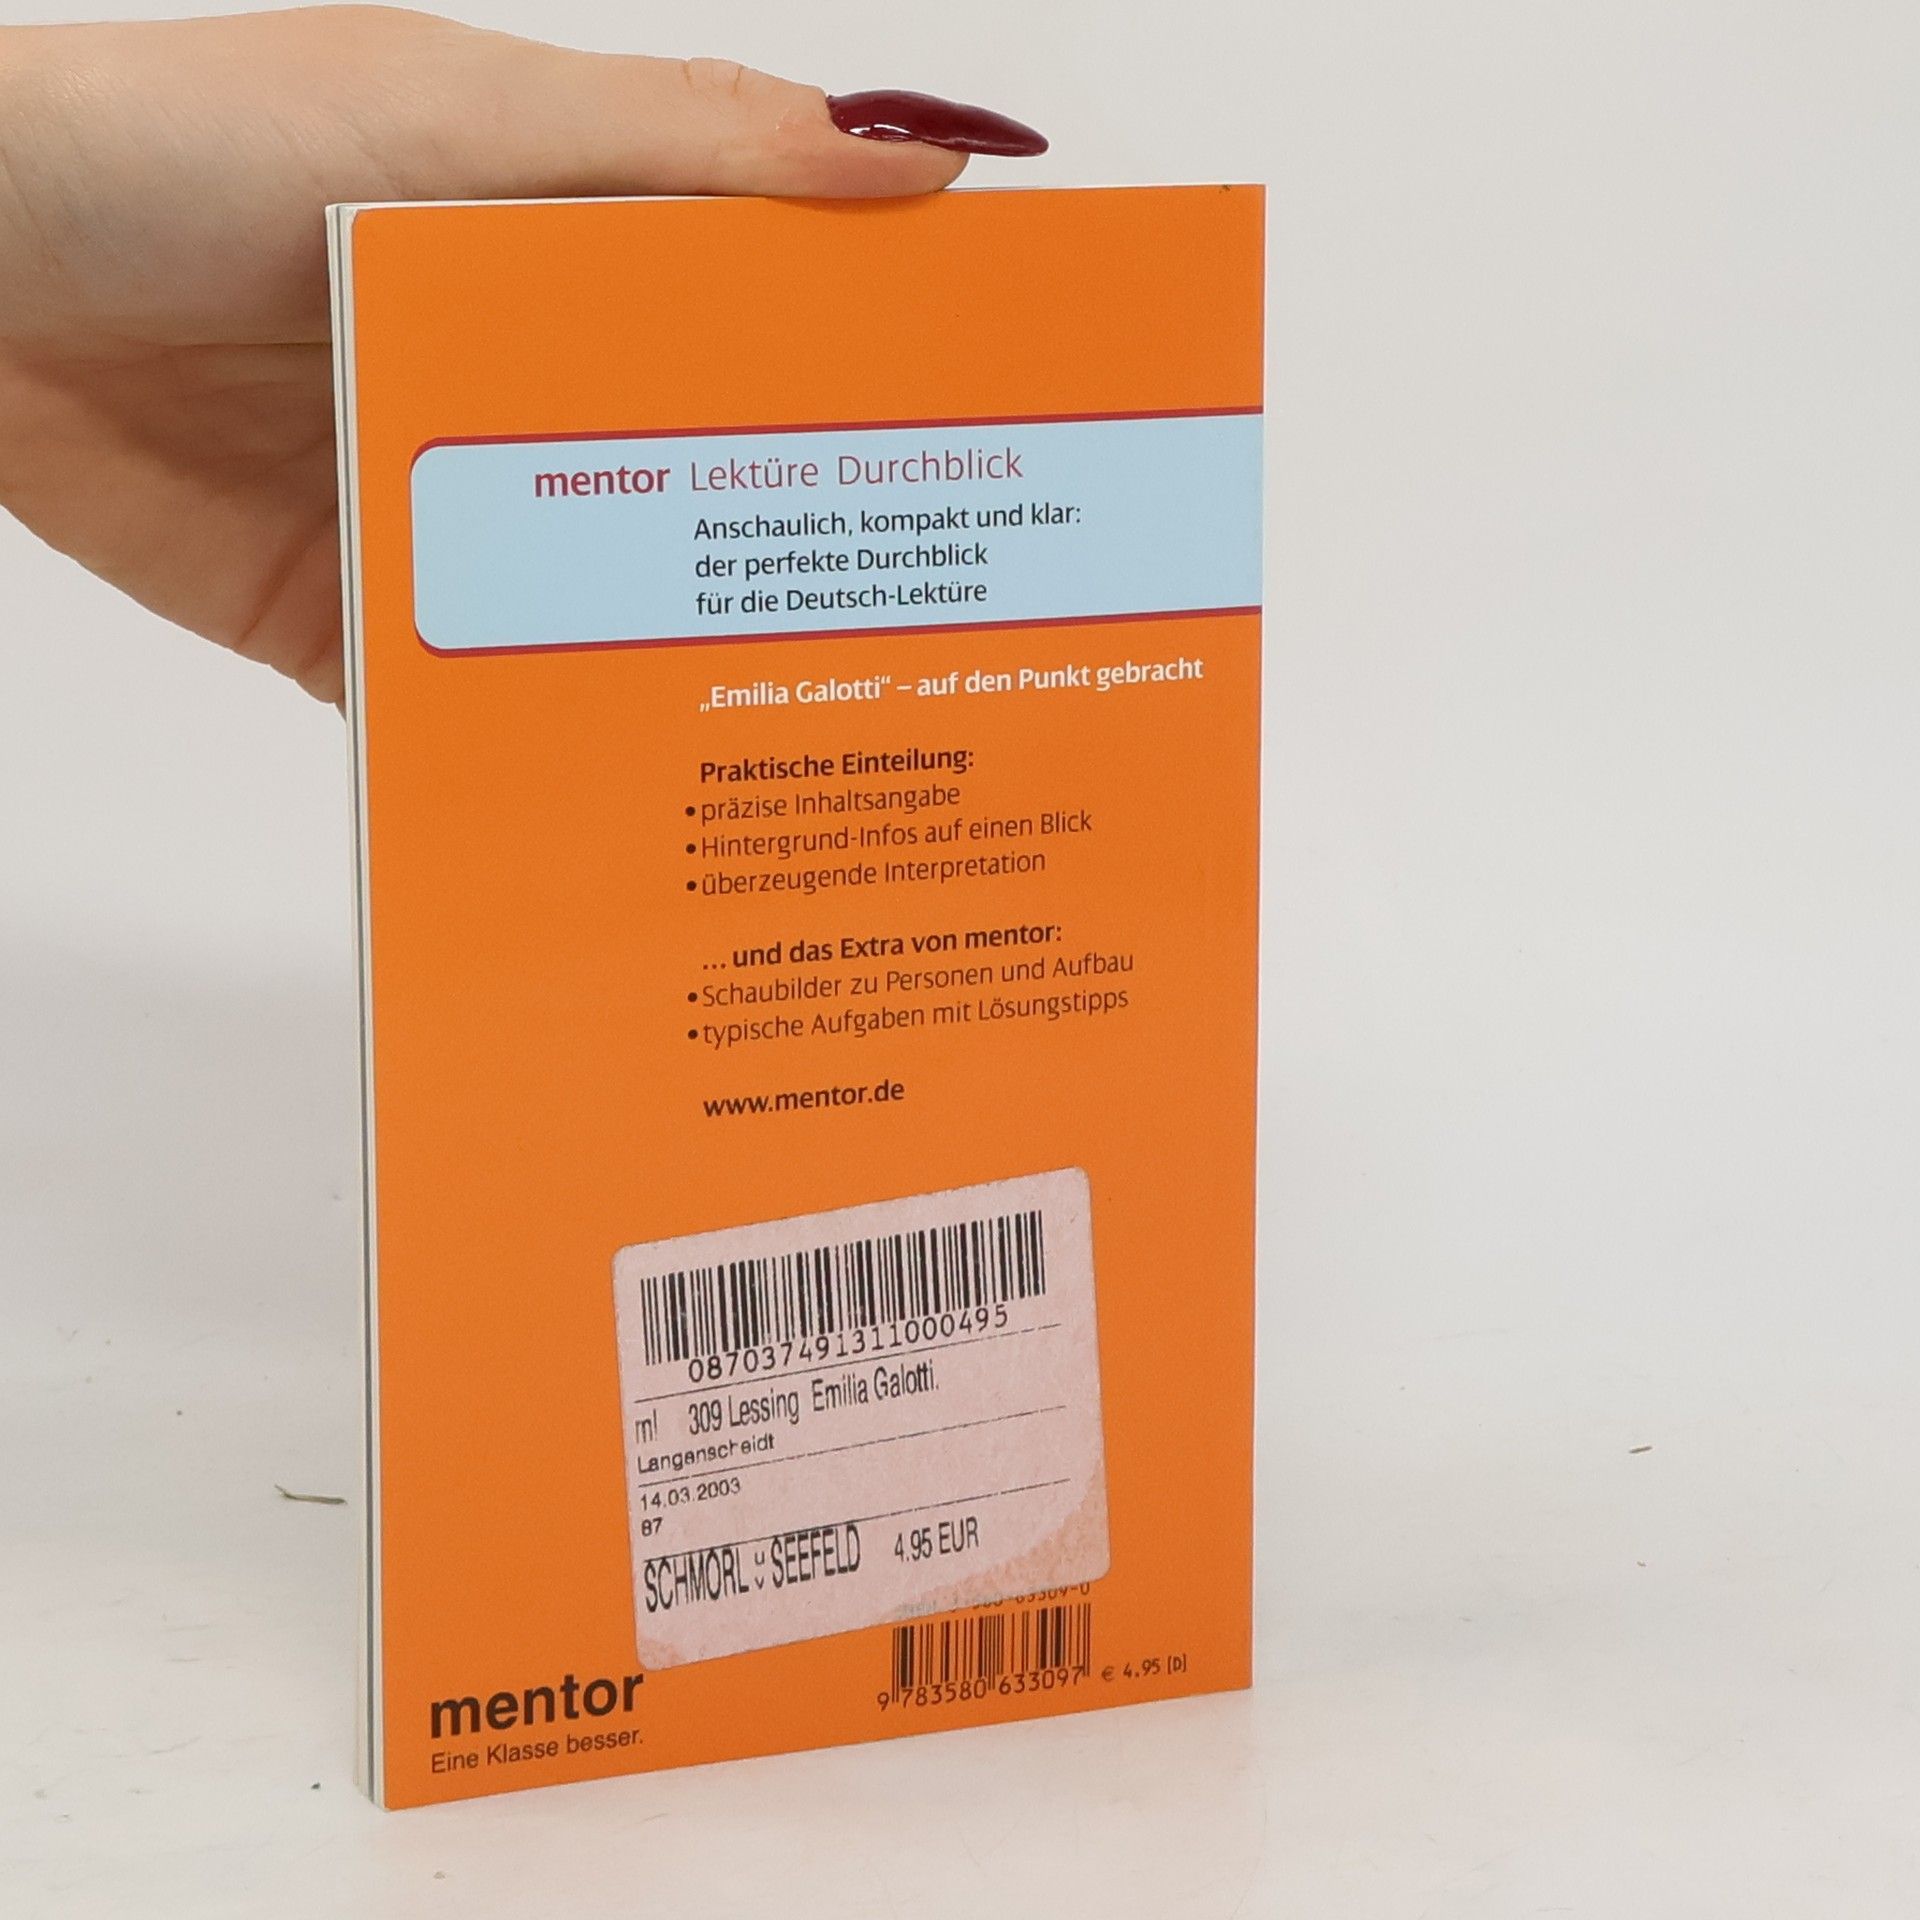 mentor Lektüre Durchblick
Anschaulich, kompakt und klar:
der perfekte Durchblick
für die Deutsch-Lektüre
„Emilia Galotti“ – auf den Punkt gebracht
Praktische Einteilung:
• präzise Inhaltsangabe
• Hintergrund-Infos auf einen Blick
• überzeugende Interpretation
... und das Extra von mentor:
• Schaubilder zu Personen und Aufbau
• typische Aufgaben mit Lösungstipps
www.mentor.de
087037491311000495
ml 309 Lessing Emilia Galotti.
Langenscheidt
14.03.2003
87
SCHMORL u SEEFELD 4.95 EUR
9 783580 633097 € 4.95 [D]
mentor
Eine Klasse besser.